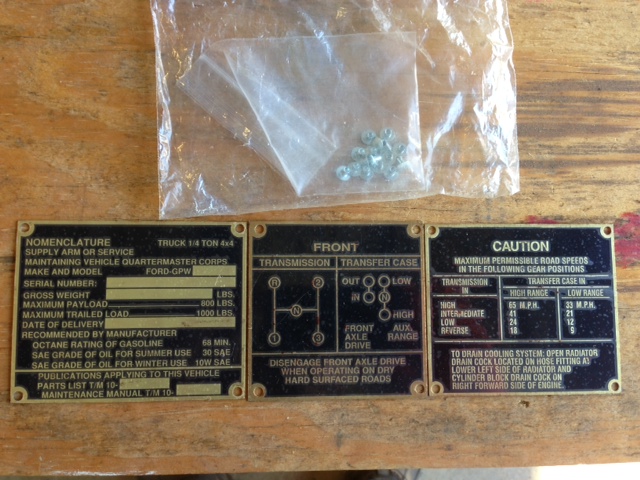 NOMENCLATURE TRUCK 1/4 TON 4x4
SUPPLY ARM OR SERVICE
MAINTAINING VEHICLE QUARTERMASTER CORPS
MAKE AND MODEL FORD-GPW
SERIAL NUMBER:
GROSS WEIGHT LBS.
MAXIMUM PAYLOAD 800 LBS.
MAXIMUM TRAILED LOAD 1000 LBS.
DATE OF DELIVERY
RECOMMENDED BY MANUFACTURER
OCTANE RATING OF GASOLINE 68 MIN.
SAE GRADE OF OIL FOR SUMMER USE 30 SAE
SAE GRADE OF OIL FOR WINTER USE 10W SAE
PUBLICATIONS APPLYING TO THIS VEHICLE
PARTS LIST T/M 10-
MAINTENANCE MANUAL T/M 10-
FRONT
TRANSMISSION TRANSFER CASE
R 2 OUT LOW
IN N
N HIGH
1 3
FRONT AUX.
AXLE RANGE
DRIVE
DISENGAGE FRONT AXLE DRIVE
WHEN OPERATING ON DRY
HARD SURFACED ROADS
CAUTION
MAXIMUM PERMISSIBLE ROAD SPEEDS
IN THE FOLLOWING GEAR POSITIONS
TRANSMISSION TRANSFER CASE IN
IN HIGH RANGE LOW RANGE
HIGH 65 M.P.H. 33 M.P.H.
INTERMEDIATE 41 21
LOW 24 12
REVERSE 18 9
TO DRAIN COOLING SYSTEM: OPEN RADIATOR
DRAIN COCK LOCATED ON HOSE FITTING AT
LOWER LEFT SIDE OF RADIATOR AND
CYLINDER BLOCK DRAIN COCK ON
RIGHT FORWARD SIDE OF ENGINE.